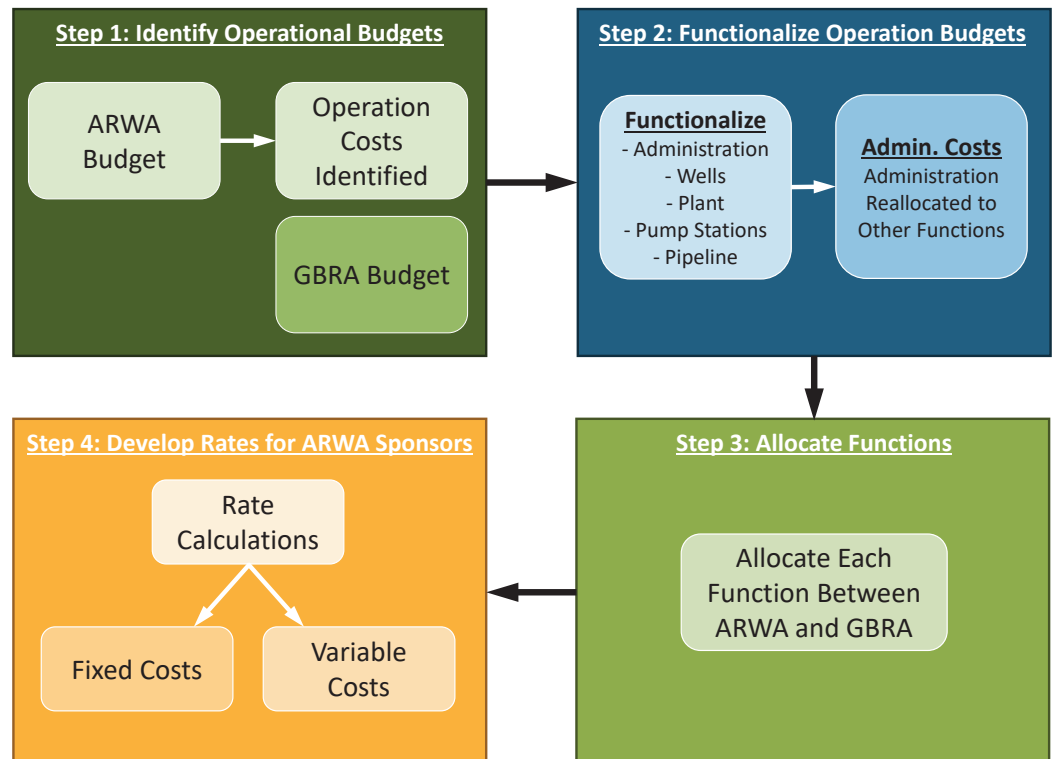 Step 1: Identify Operational Budgets
ARWA
Budget
Operation
Costs
Identified
GBRA Budget
Step 2: Functionalize Operation Budgets
Functionalize
- Administration
- Wells
- Plant
- Pump Stations
- Pipeline
Admin. Costs
Administration
Reallocated to
Other Functions
Step 3: Allocate Functions
Allocate Each
Function Between
ARWA and GBRA
Step 4: Develop Rates for ARWA Sponsors
Rate
Calculations
Fixed Costs
Variable
Costs